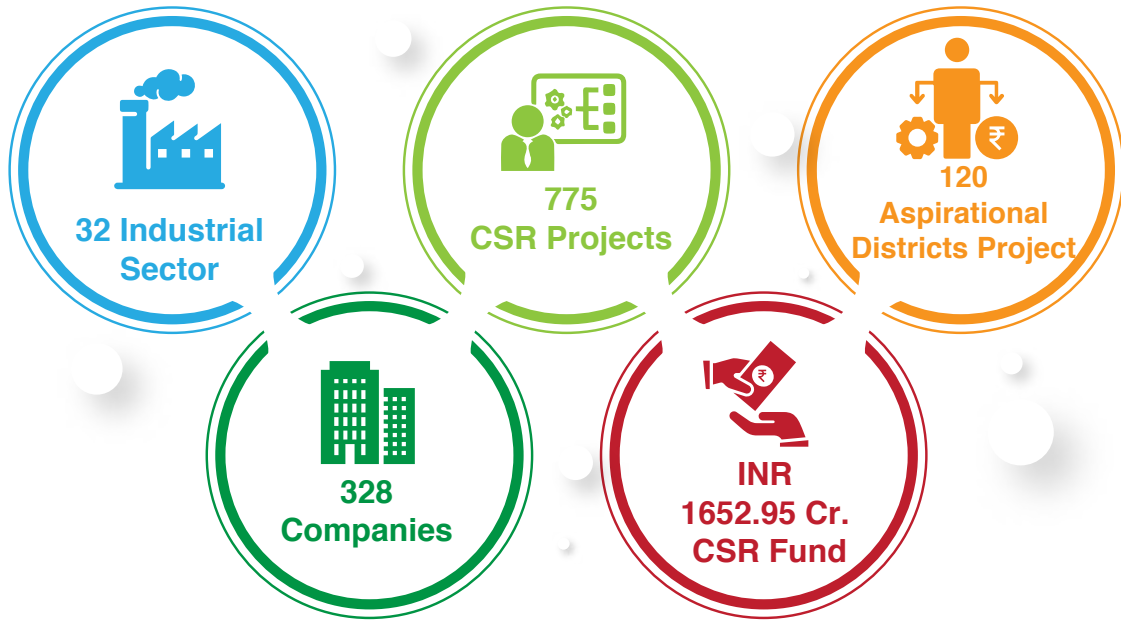 32 Industrial
Sector
775
CSR Projects
₹
120
Aspirational
Districts Project
328
Companies
₹
INR
1652.95 Cr.
CSR Fund